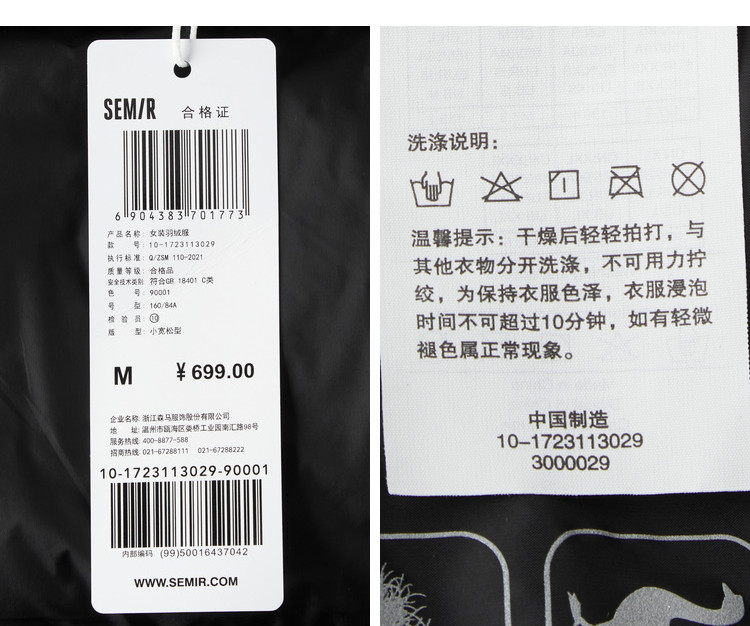 SEM/R 合格证
6 904383 701773
产品名称: 女装羽绒服
款 号: 10-1723113029
执行标准: Q/ZSM 110-2021
质量等级: 合格品
安全技术类别: 符合GB 18401 C类
色 号: 90001
号 型: 160/84A
检 验 员: ⑩
版 型: 小宽松型
M ¥699.00
企业名称: 浙江森马服饰股份有限公司
地 址: 温州市瓯海区娄桥工业园南汇路98号
服务热线: 400-8877-588
招商热线: 021-67288111 021-67288222
10-1723113029-90001
内部编码 (99)50016437042
WWW.SEMIR.COM
洗涤说明:
温馨提示: 干燥后轻轻拍打，与
其他衣物分开洗涤，不可用力拧
绞，为保持衣服色泽，衣服浸泡
时间不可超过10分钟，如有轻微
褪色属正常现象。
中国制造
10-1723113029
3000029